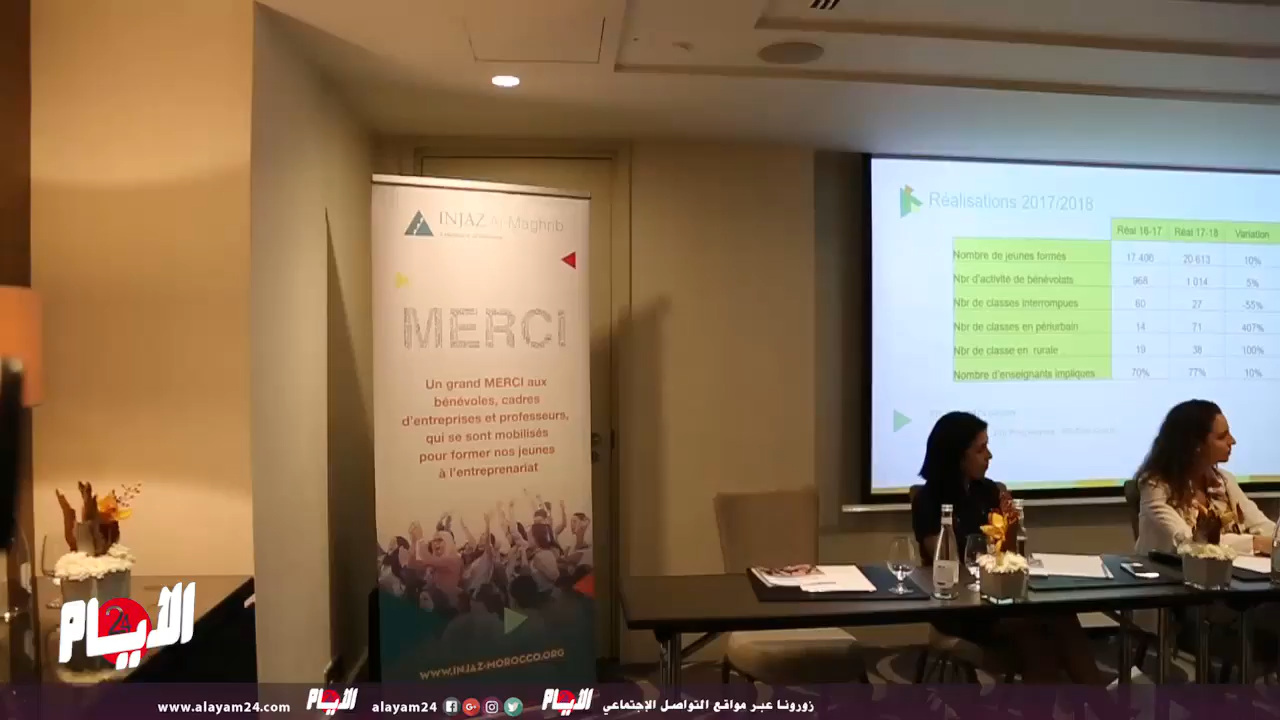 INJAZ Al-Maghrib
MERCi
Un grand MERCI aux
bénévoles, cadres
d'entreprises et professeurs,
qui se sont mobilisés
pour former nos jeunes
à l'entreprenariat
WWW.INJAZ-MOROCCO.ORG
Réalisations 2017/2018
Réal 16-17 Réal 17-18 Variation
Nombre de jeunes formés 17 406 20 613 10%
Nbr d'activité de bénévolats 968 1 014 5%
Nbr de classes interrompues 60 27 -55%
Nbr de classes en périurbain 14 71 407%
Nbr de classe en rurale 19 38 100%
Nombre d'enseignants impliques 70% 77% 10%
الأيام 24
www.alayam24.com الأيام alayam24 الأيام زورونا عبر مواقع التواصل الإجتماعي